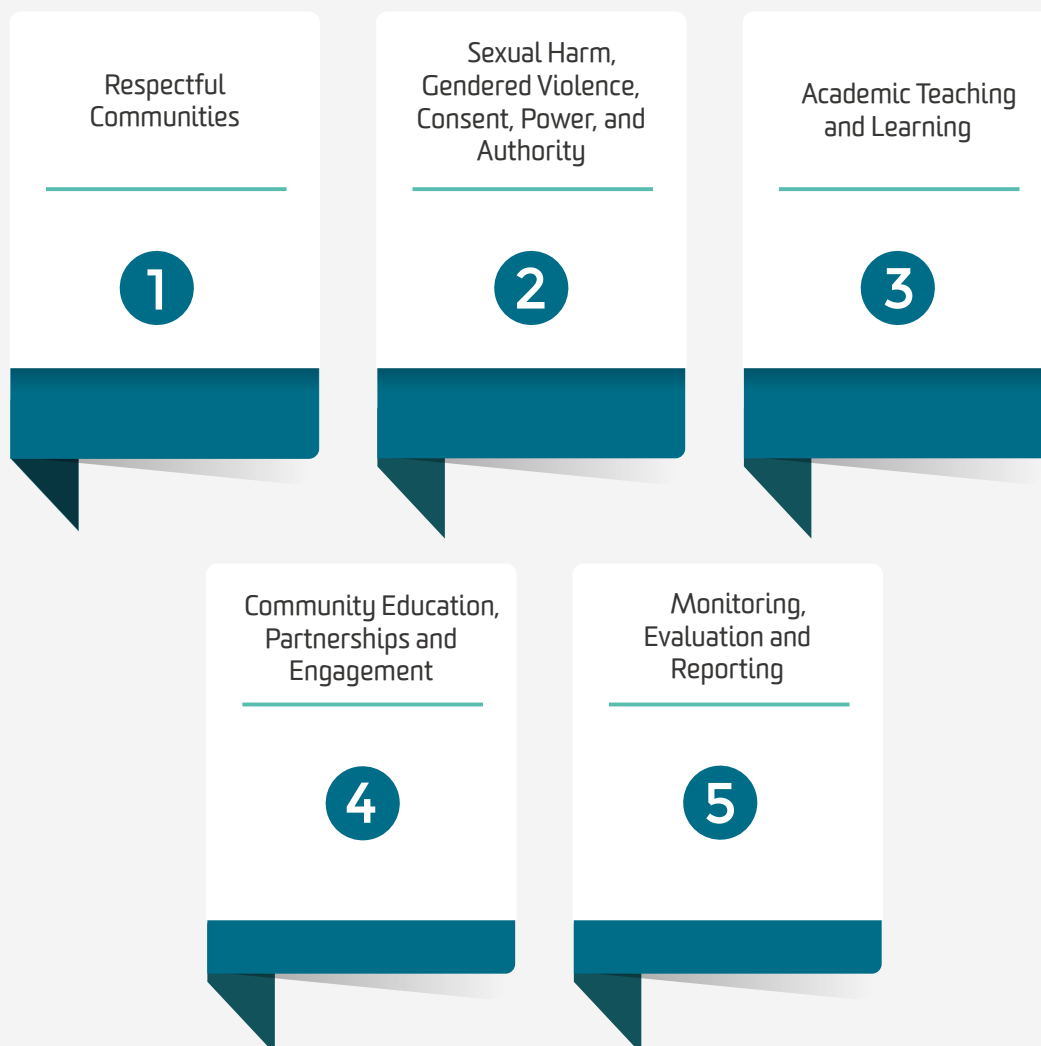 Respectful
Communities
1
Sexual Harm,
Gendered Violence,
Consent, Power, and
Authority
2
Academic Teaching
and Learning
3
Community Education,
Partnerships and
Engagement
4
Monitoring,
Evaluation and
Reporting
5